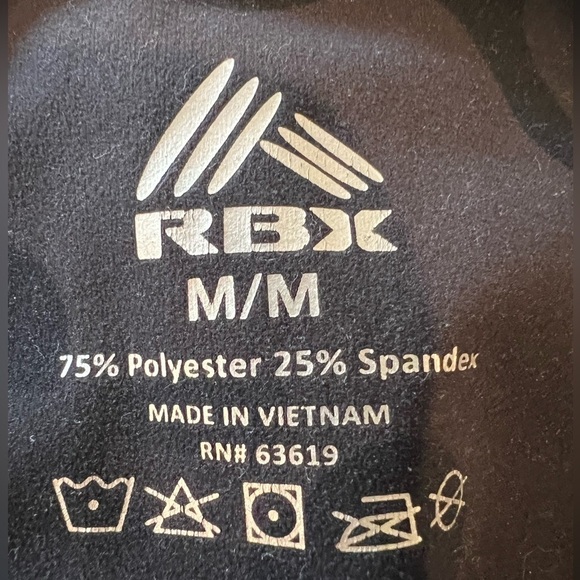 RBX
M/M
75% Polyester 25% Spandex
MADE IN VIETNAM
RN# 63619